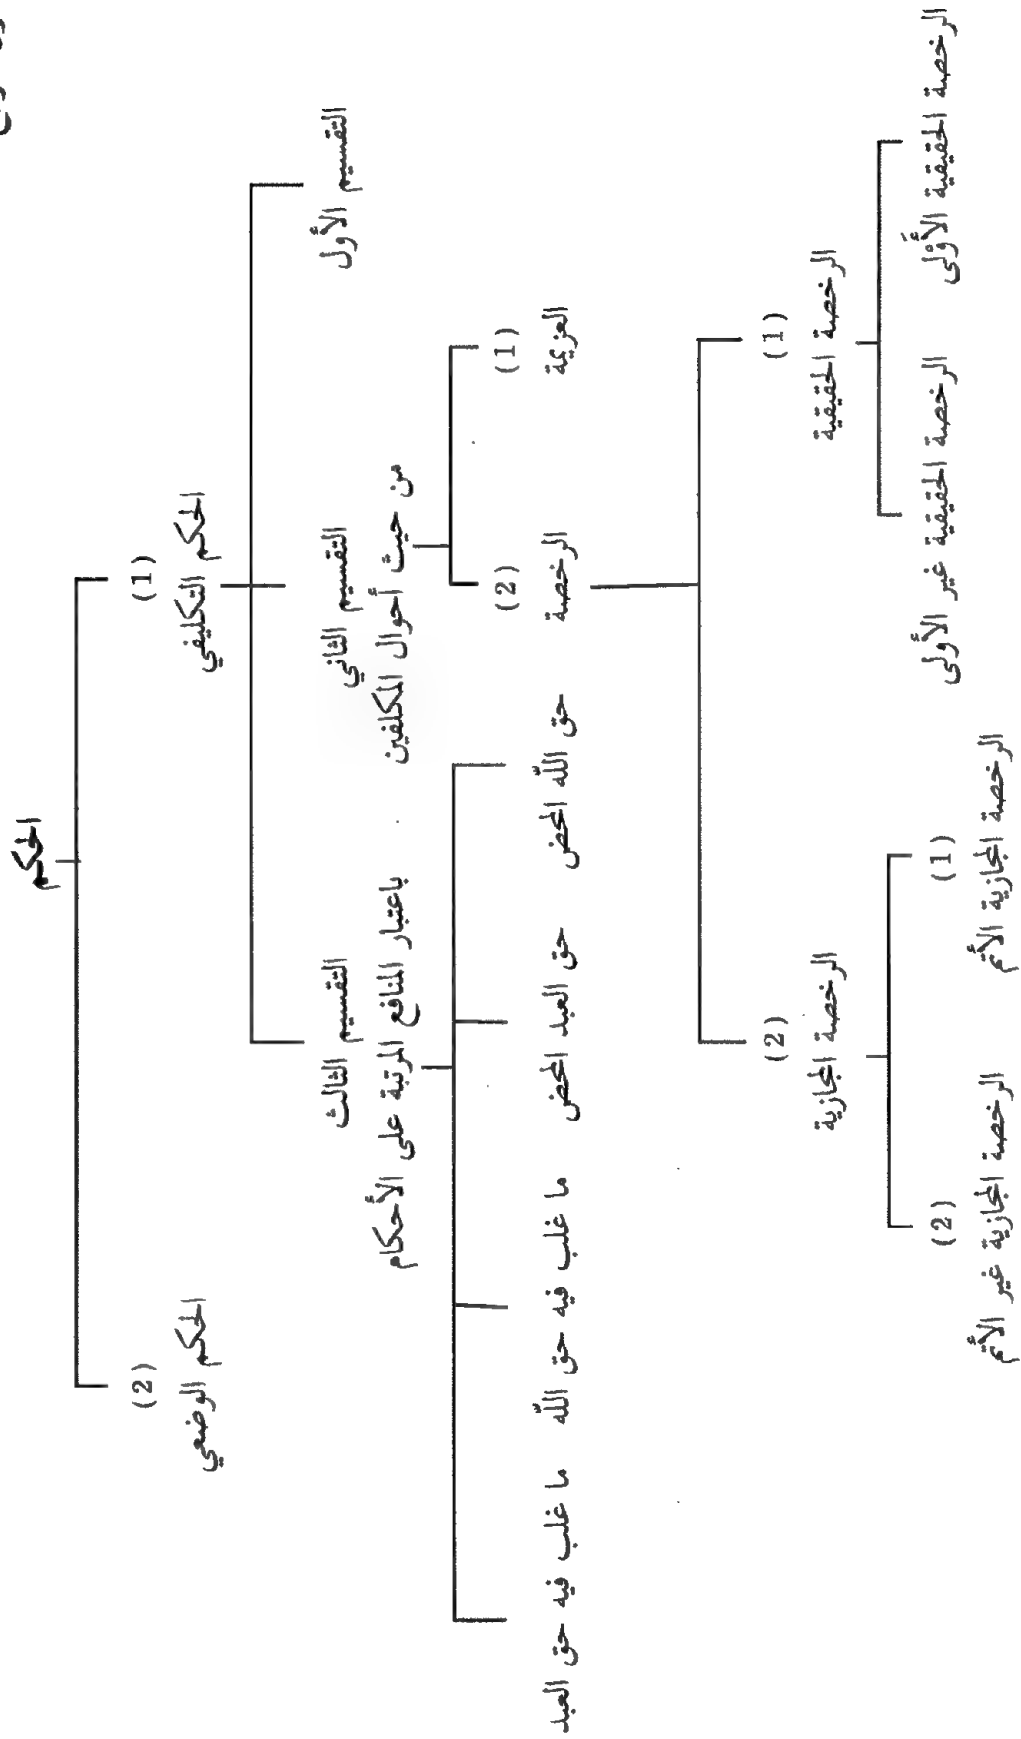 الحكم
(1)
الحكم التكليفي
(2)
الحكم الوضعي
التقسيم الأول
التقسيم الثاني
من حيث أحوال المكلفين
التقسيم الثالث
باعتبار المنافع المرتبة على الأحكام
(1)
العزيمة
(2)
الرخصة
حق الله المحض
حق العبد المحض
ما غلب فيه حق الله
ما غلب فيه حق العبد
(1)
الرخصة الحقيقية
(2)
الرخصة المجازية
الرخصة الحقيقية الأَوْلى
الرخصة الحقيقية غير الأولى
(1)
الرخصة المجازية الأتم
(2)
الرخصة المجازية غير الأتم